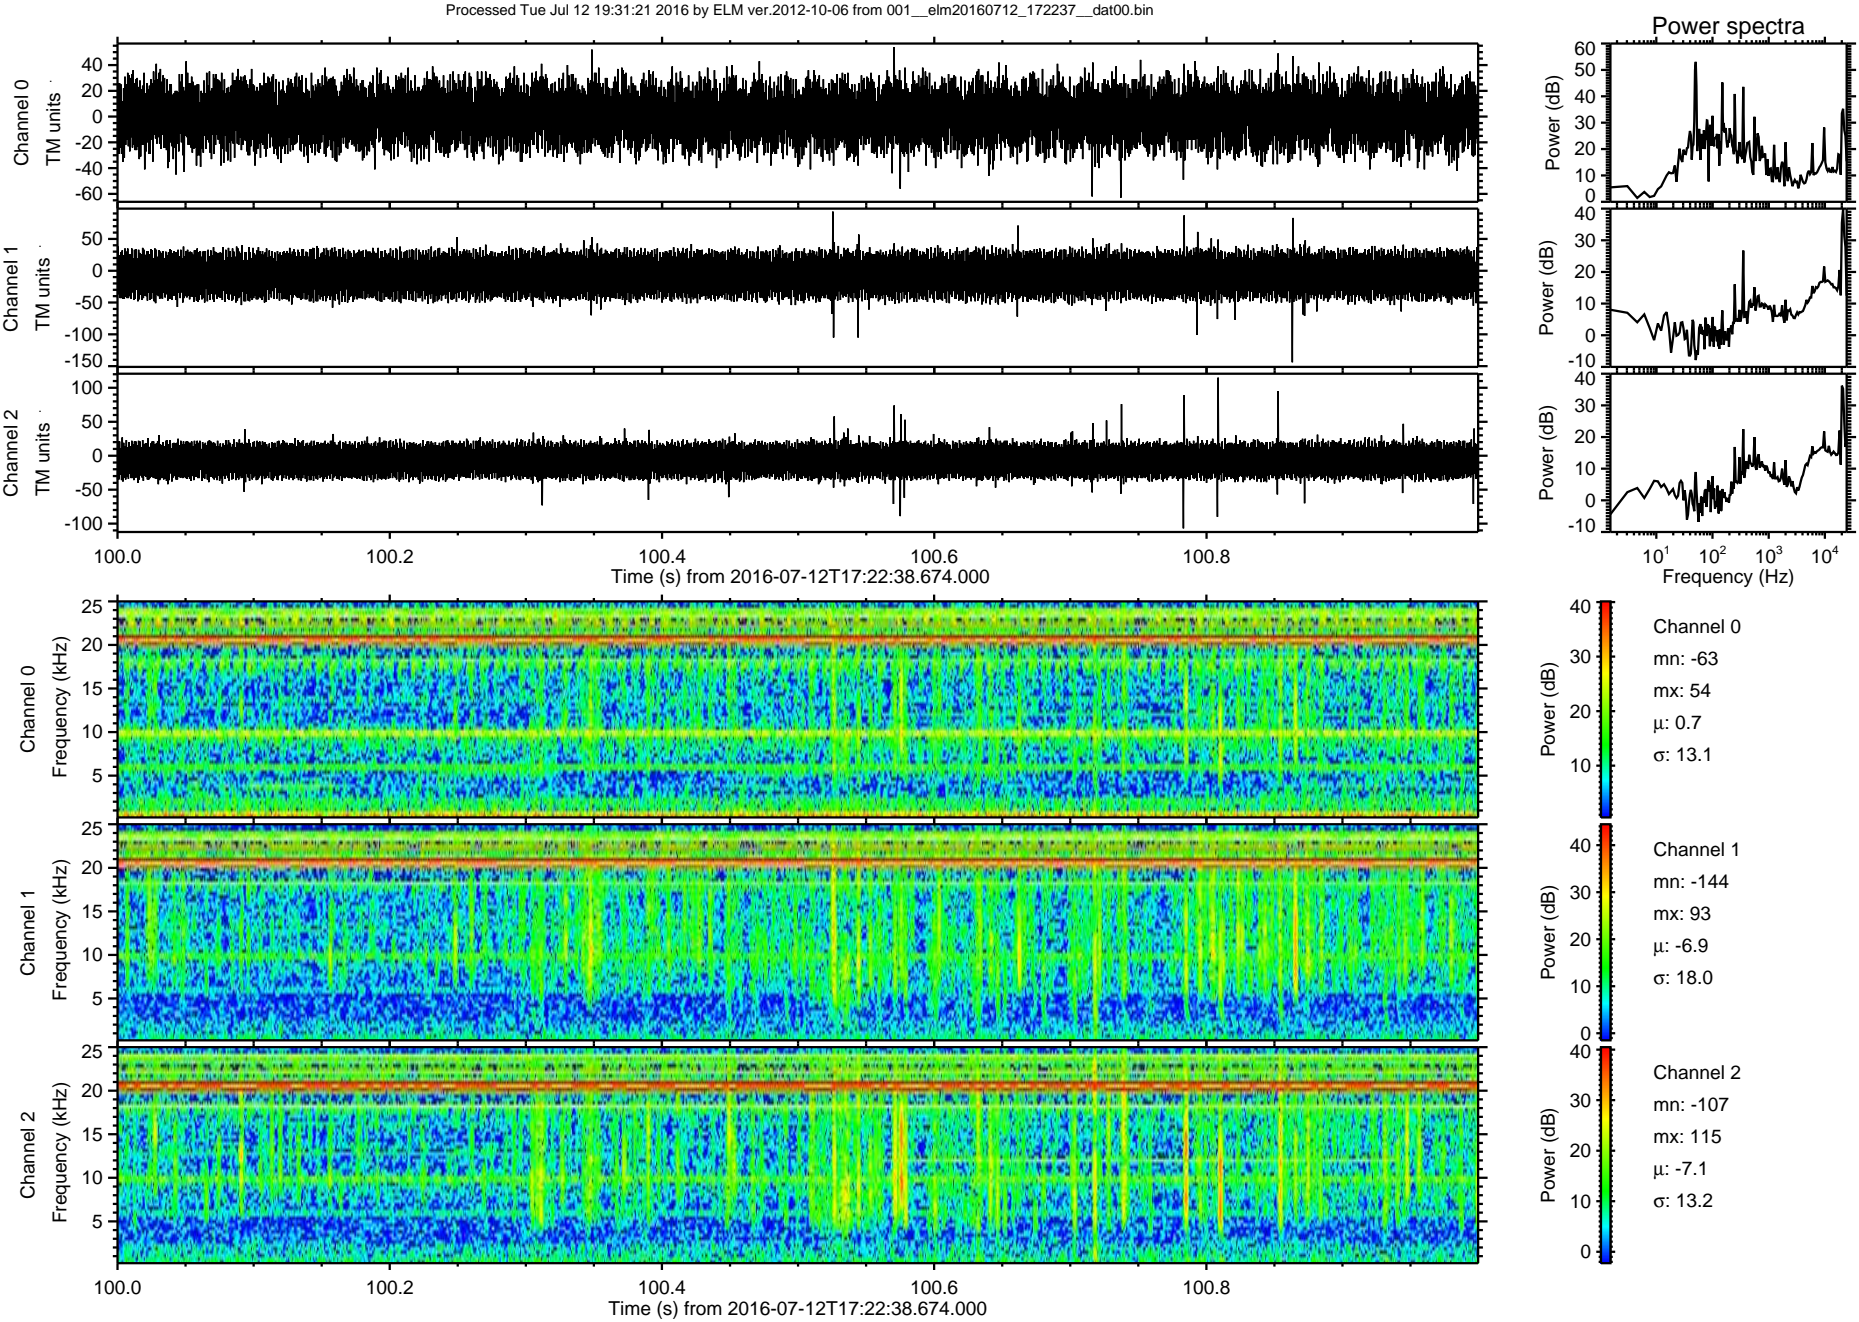 Processed Tue Jul 12 19:31:21 2016 by ELM ver.2012-10-06 from 001__elm20160712_172237__dat00.bin
Power spectra
Channel 0
TM units
40
20
0
-20
-40
-60
Power (dB)
60
50
40
30
20
10
0
Channel 1
TM units
50
0
-50
-100
-150
Power (dB)
40
30
20
10
0
-10
Channel 2
TM units
100
50
0
-50
-100
Power (dB)
40
30
20
10
0
-10
100.0 100.2 100.4 100.6 100.8
Time (s) from 2016-07-12T17:22:38.674.000
10¹ 10² 10³ 10⁴
Frequency (Hz)
Channel 0
Frequency (kHz)
25
20
15
10
5
Power (dB)
40
30
20
10
Channel 0
mn: -63
mx: 54
µ: 0.7
σ: 13.1
Channel 1
Frequency (kHz)
25
20
15
10
5
Power (dB)
40
30
20
10
0
Channel 1
mn: -144
mx: 93
µ: -6.9
σ: 18.0
Channel 2
Frequency (kHz)
25
20
15
10
5
Power (dB)
40
30
20
10
0
Channel 2
mn: -107
mx: 115
µ: -7.1
σ: 13.2
100.0 100.2 100.4 100.6 100.8
Time (s) from 2016-07-12T17:22:38.674.000